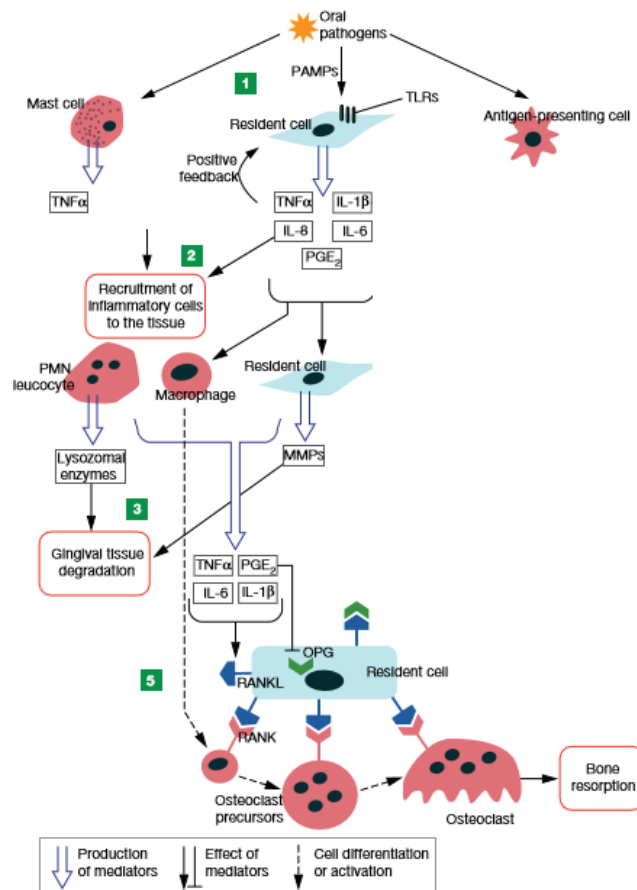 Oral
pathogens
PAMPs
1
TLRs
Mast cell
Resident cell
Antigen-presenting cell
Positive
feedback
TNFα
TNFα
IL-1β
IL-8
IL-6
PGE2
2
Recruitment of
inflammatory cells
to the tissue
PMN
leucocyte
Macrophage
Resident cell
Lysozomal
enzymes
MMPs
3
Gingival tissue
degradation
TNFα
PGE2
IL-6
IL-1β
OPG
Resident cell
RANKL
5
RANK
Osteoclast
precursors
Osteoclast
Bone
resorption
Production
of mediators
Effect of
mediators
Cell differentiation
or activation